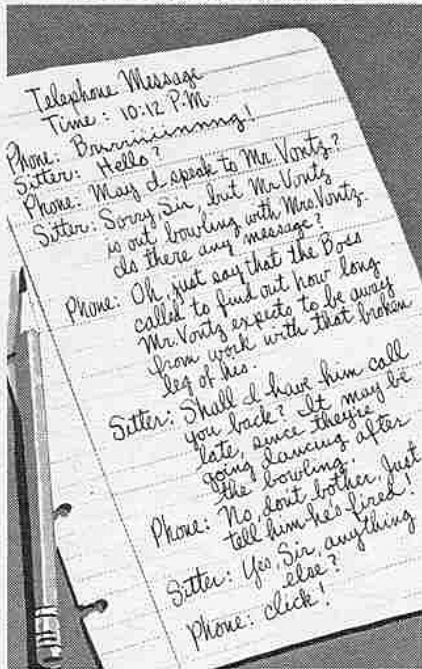 Telephone Message
Time: 10:12 P.M.
Phone: Brrriiiinnnng!
Sitter: Hello?
Phone: May I speak to Mr. Vontz?
Sitter: Sorry, Sir, but Mr. Vontz
is out bowling with Mrs. Vontz.
Is there any message?
Phone: Oh, just say that the Boss
called to find out how long
Mr. Vontz expects to be away
from work with that broken
leg of his.
Sitter: Shall I have him call
you back? It may be
late, since they're
going dancing after
the bowling.
Phone: No, don't bother, Just
tell him he's fired!
Sitter: Yes, Sir, anything
else?
Phone: click!